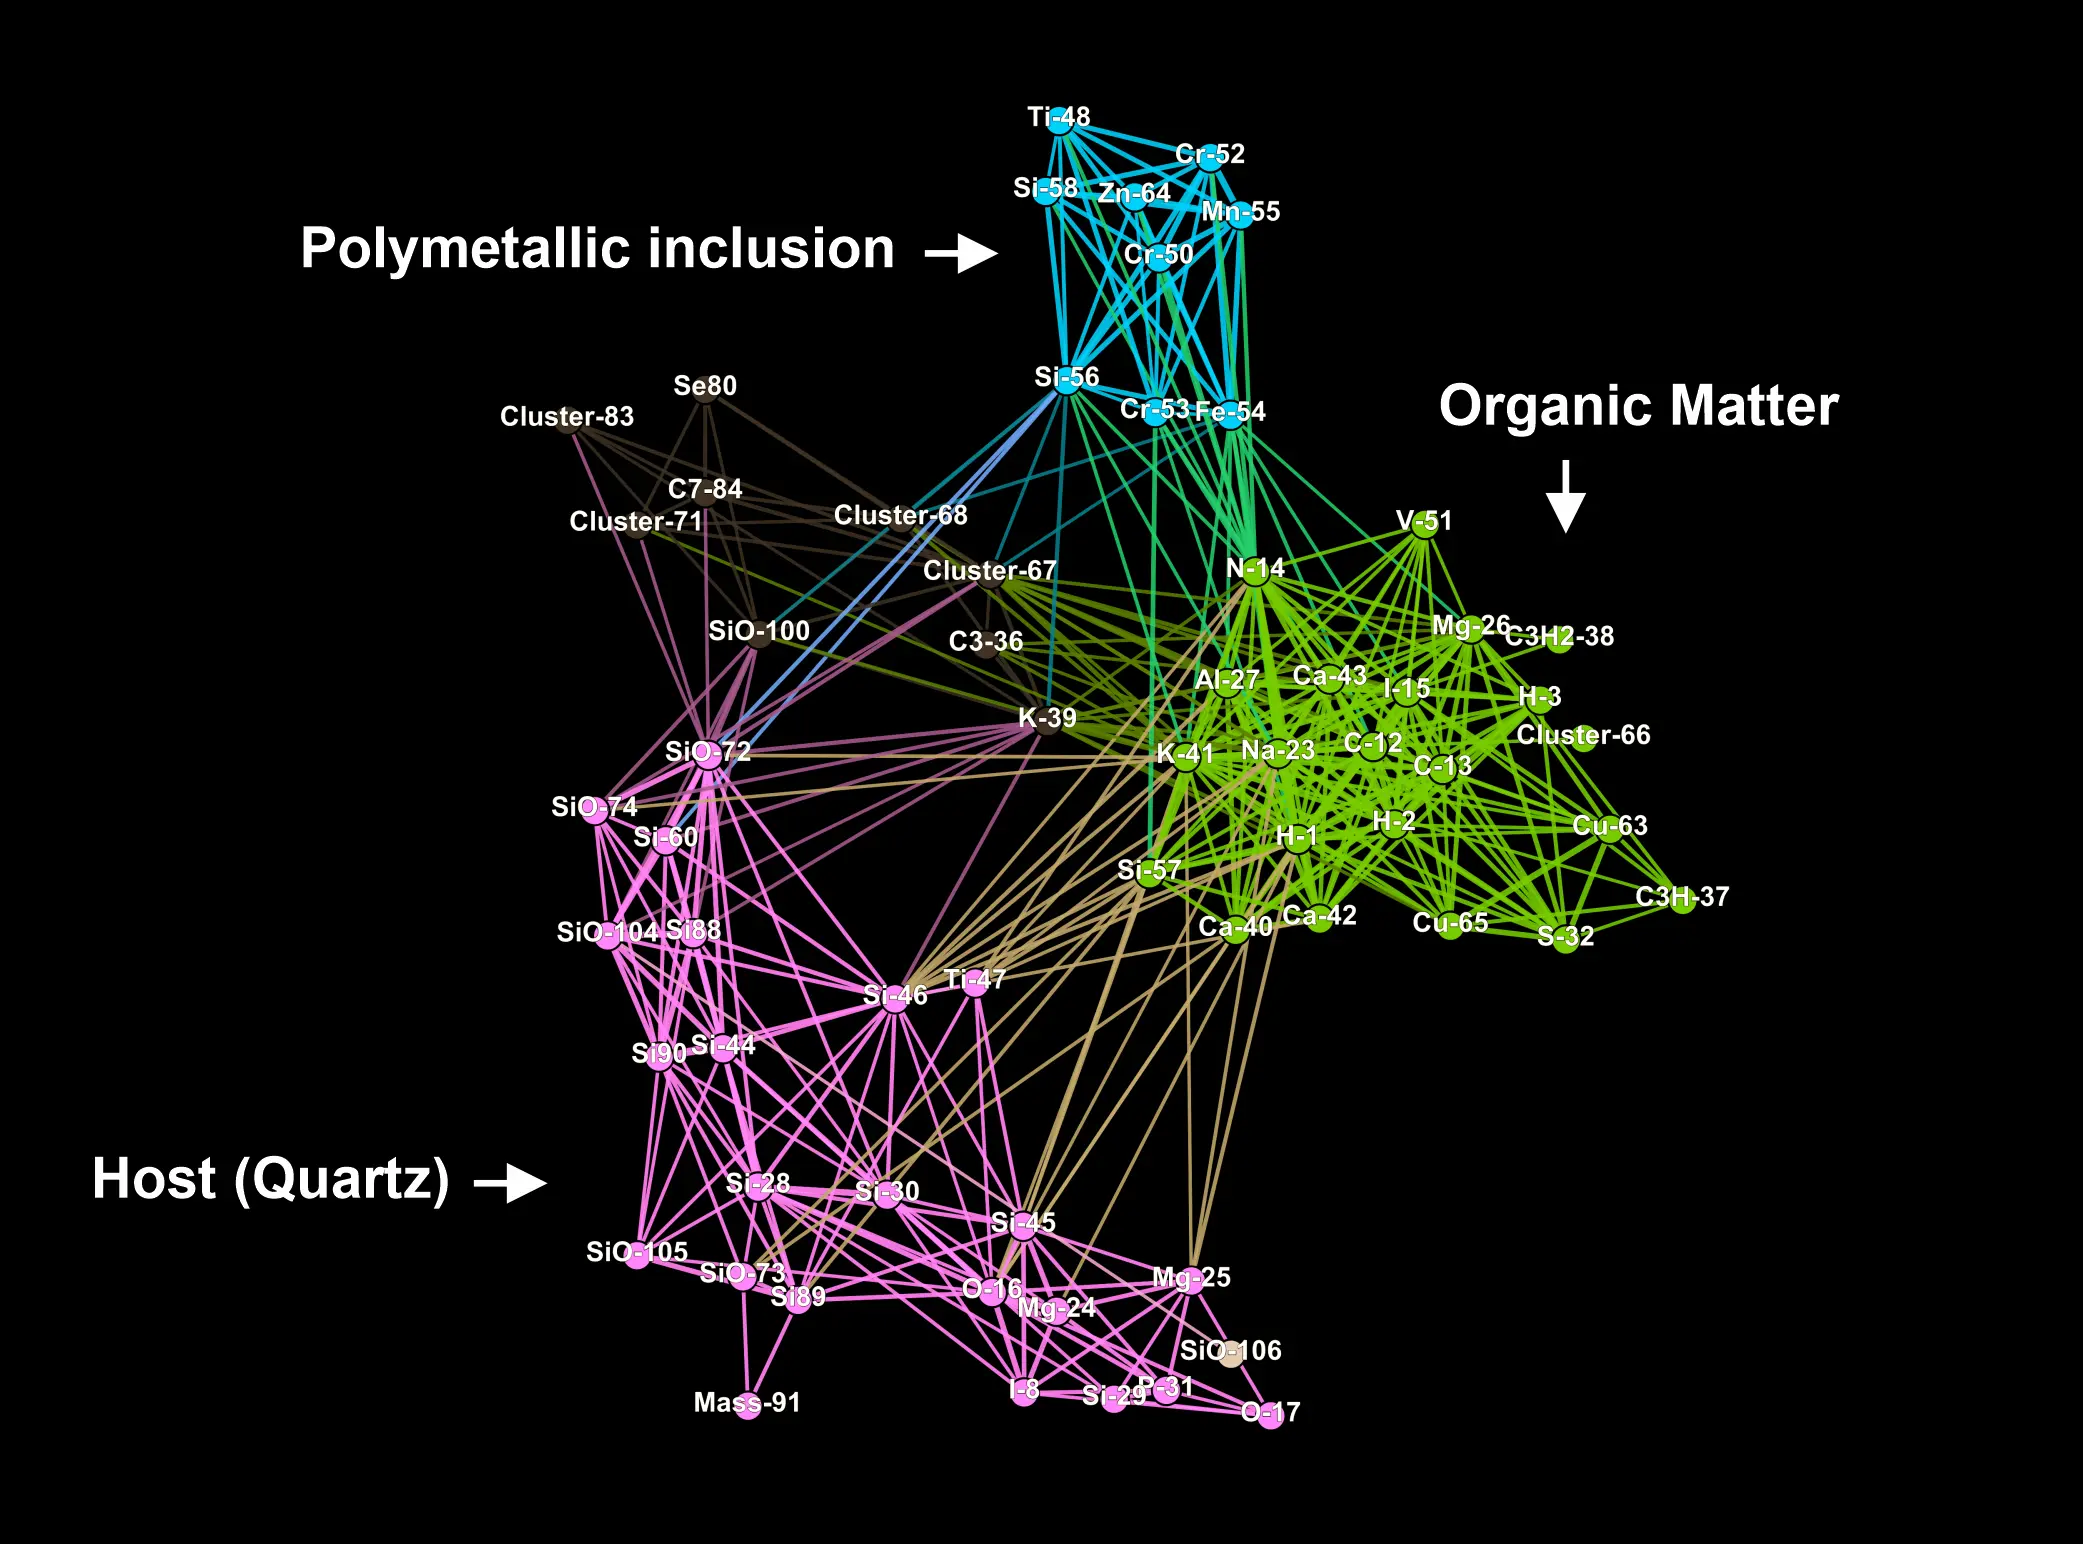 Ti-48
Cr-52
Si-58
Zn-64
Mn-55
Polymetallic inclusion
Cr-50
Si-56
Cr-53
Fe-54
Se80
Cluster-83
Organic Matter
C7-84
Cluster-71
Cluster-68
V-51
Cluster-67
N-14
SiO-100
C3-36
Mg-26
C3H2-38
Al-27
Ca-43
I-15
H-3
K-39
Cluster-66
SiO-72
K-41
Na-23
C-12
C-13
SiO-74
Si-60
H-1
H-2
Cu-63
Si-57
C3H-37
SiO-104
Si88
Ca-40
Ca-42
Cu-65
S-32
Si-46
Ti-47
Si90
Si-44
Host (Quartz)
Si-28
Si-30
Si-45
SiO-105
SiO-73
Si89
O-16
Mg-24
Mg-25
SiO-106
Mass-91
I-8
Si-29
P-31
O-17